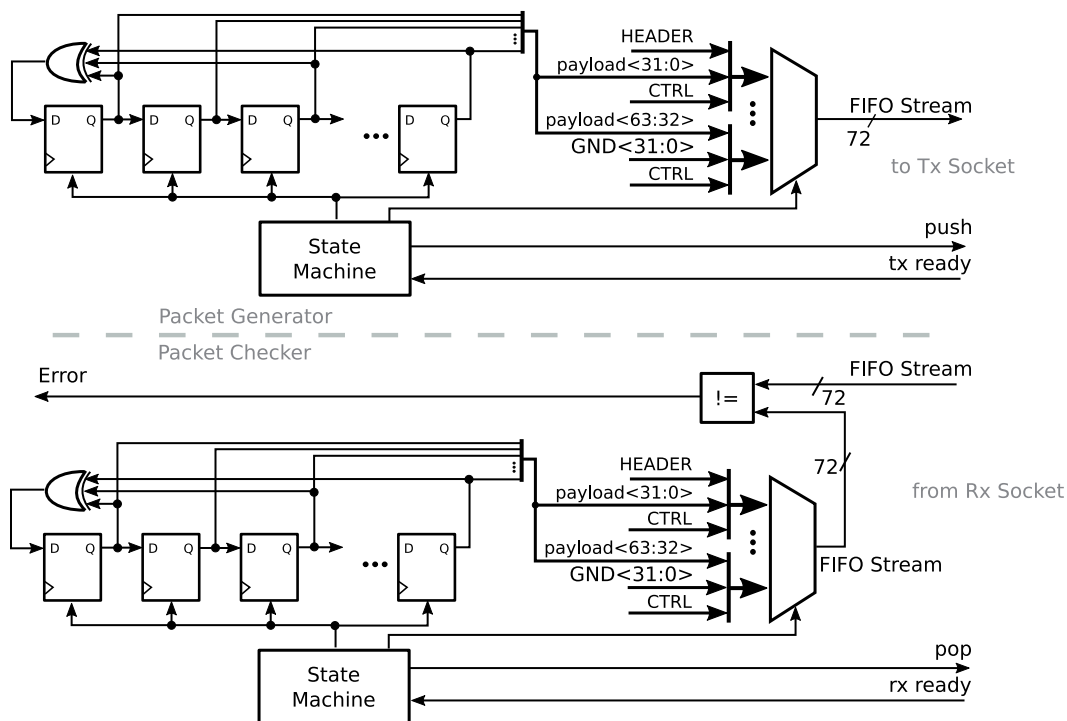 HEADER
payload<31:0>
CTRL
payload<63:32>
GND<31:0>
CTRL
D Q D Q D Q D
FIFO Stream
72
to Tx Socket
State
Machine
push
tx ready
Packet Generator
Packet Checker
Error
!=
FIFO Stream
72
72
HEADER
payload<31:0>
CTRL
payload<63:32>
GND<31:0>
CTRL
from Rx Socket
D Q D Q D Q D Q
FIFO Stream
State
Machine
pop
rx ready